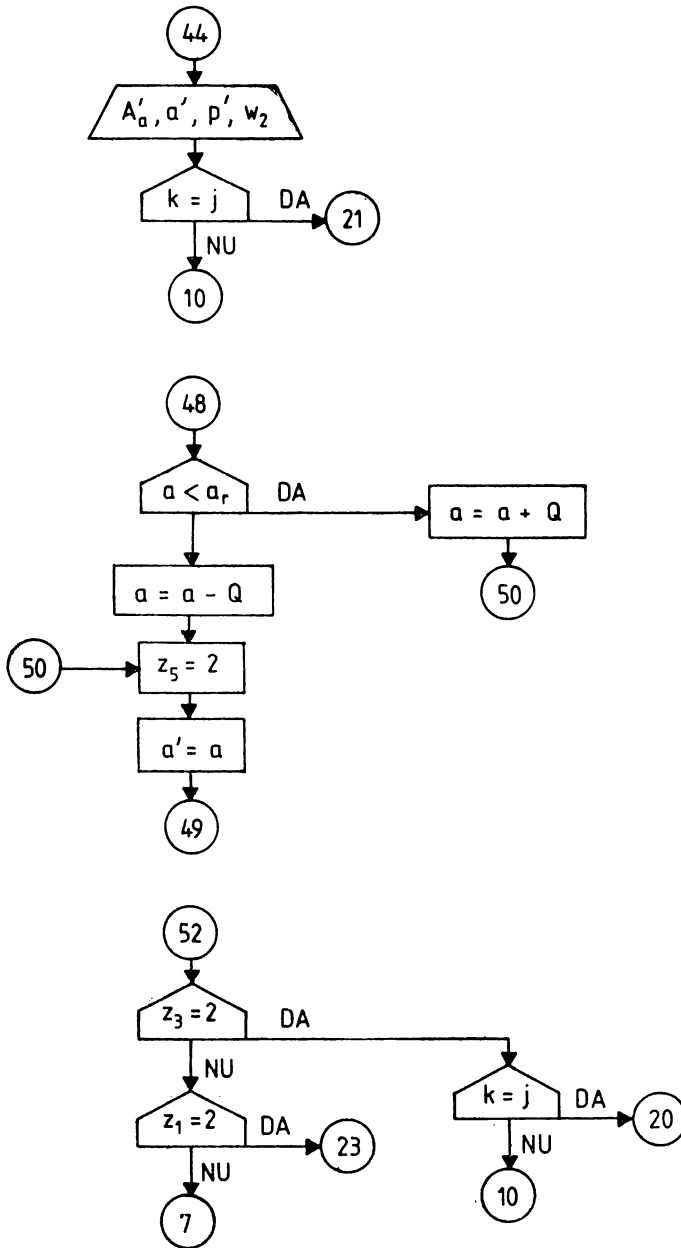 44
A'ₐ, a', p', w₂
k = j DA 21
NU
10
48
a < aᵣ DA
a = a + Q
50
a = a - Q
50
z₅ = 2
a' = a
49
52
z₃ = 2 DA
NU
k = j DA 20
NU
10
z₁ = 2 DA 23
NU
7